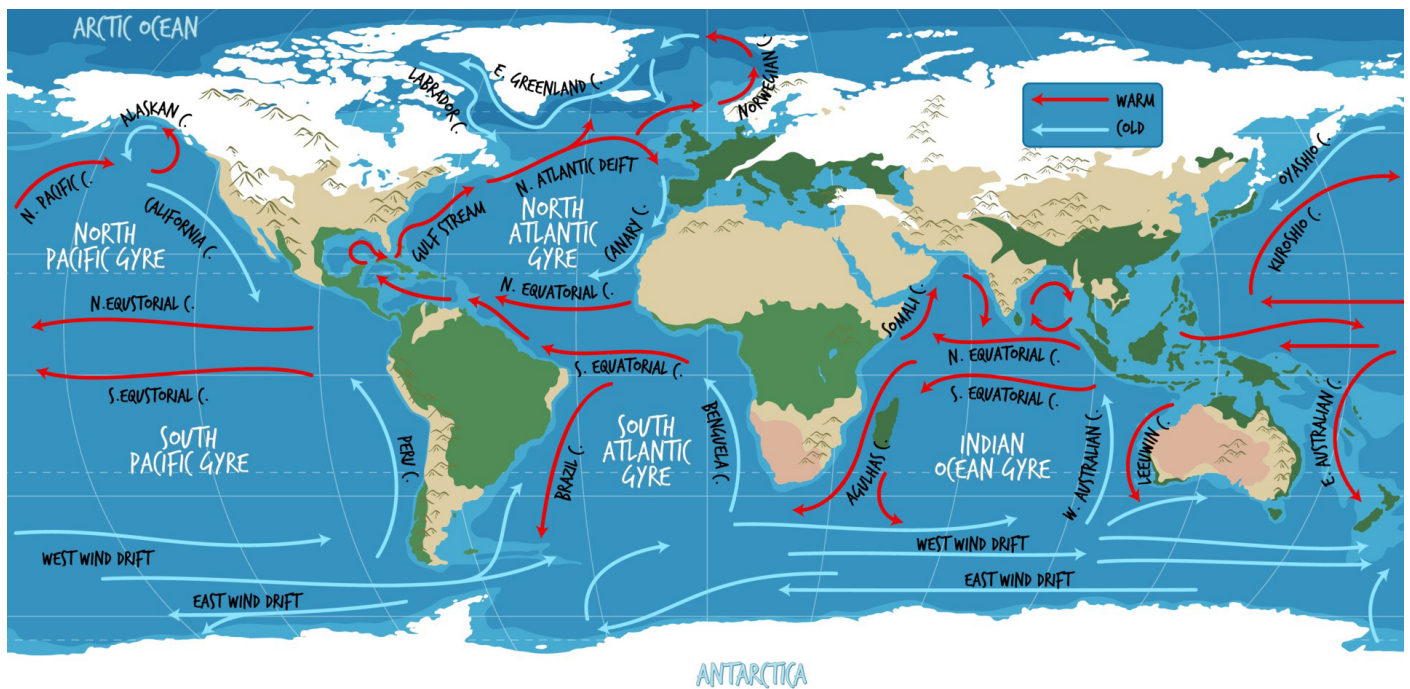 ARCTIC OCEAN
E. GREENLAND C.
LABRADOR C.
NORWEGIAN C.
WARM
COLD
ALASKAN C.
OYASHIO C.
N. PACIFIC C.
N. ATLANTIC DEIFT
CALIFORNIA C.
GULF STREAM
NORTH
ATLANTIC
GYRE
CANARY C.
KUROSHIO C.
NORTH
PACIFIC GYRE
N.EQUSTORIAL C.
N. EQUATORIAL C.
SOMALI C.
N. EQUATORIAL C.
S.EQUSTORIAL C.
S. EQUATORIAL C.
S. EQUATORIAL C.
SOUTH
PACIFIC GYRE
PERU C.
BRAZIL C.
SOUTH
ATLANTIC
GYRE
BENGUELA C.
AGULHAS C.
INDIAN
OCEAN GYRE
W. AUSTRALIAN C.
LEEUWIN C.
E. AUSTRALIAN C.
WEST WIND DRIFT
WEST WIND DRIFT
EAST WIND DRIFT
EAST WIND DRIFT
ANTARCTICA